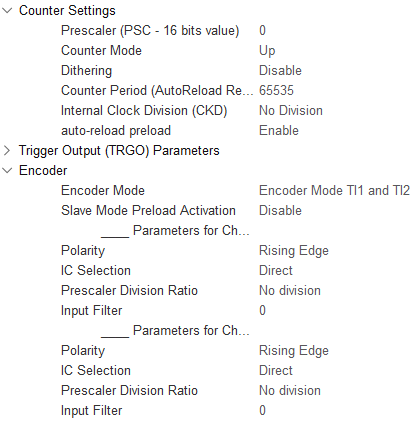 Counter Settings
Prescaler (PSC - 16 bits value) 0
Counter Mode Up
Dithering Disable
Counter Period (AutoReload Re... 65535
Internal Clock Division (CKD) No Division
auto-reload preload Enable
Trigger Output (TRGO) Parameters
Encoder
Encoder Mode Encoder Mode TI1 and TI2
Slave Mode Preload Activation Disable
____ Parameters for Ch...
Polarity Rising Edge
IC Selection Direct
Prescaler Division Ratio No division
Input Filter 0
____ Parameters for Ch...
Polarity Rising Edge
IC Selection Direct
Prescaler Division Ratio No division
Input Filter 0